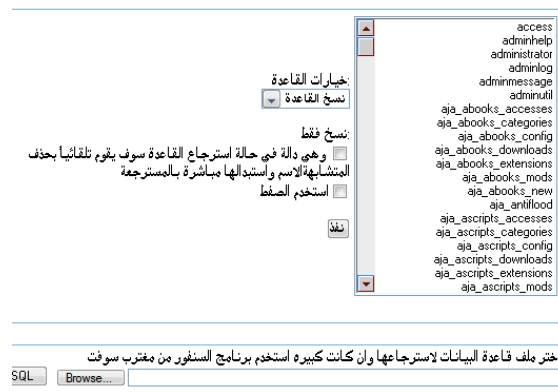 access
adminhelp
administrator
adminlog
adminmessage
adminutil
aja_abooks_accesses
aja_abooks_categories
aja_abooks_config
aja_abooks_downloads
aja_abooks_extensions
aja_abooks_mods
aja_abooks_new
aja_antiflood
aja_ascripts_accesses
aja_ascripts_categories
aja_ascripts_config
aja_ascripts_downloads
aja_ascripts_extensions
aja_ascripts_mods
خيارات القاعدة:
نسخ القاعدة
نسخ فقط:
وهي دالة في حالة استرجاع القاعدة سوف يقوم تلقائياً بحذف
المتشابهةالاسم واستبدالها مباشرة بالمسترجعة
استخدم الضفط
نفذ
ختر ملف قاعدة البيانات لاسترجاعها وان كانت كبيره استخدم برنامج السنفور من مغترب سوفت
Browse...
SQL